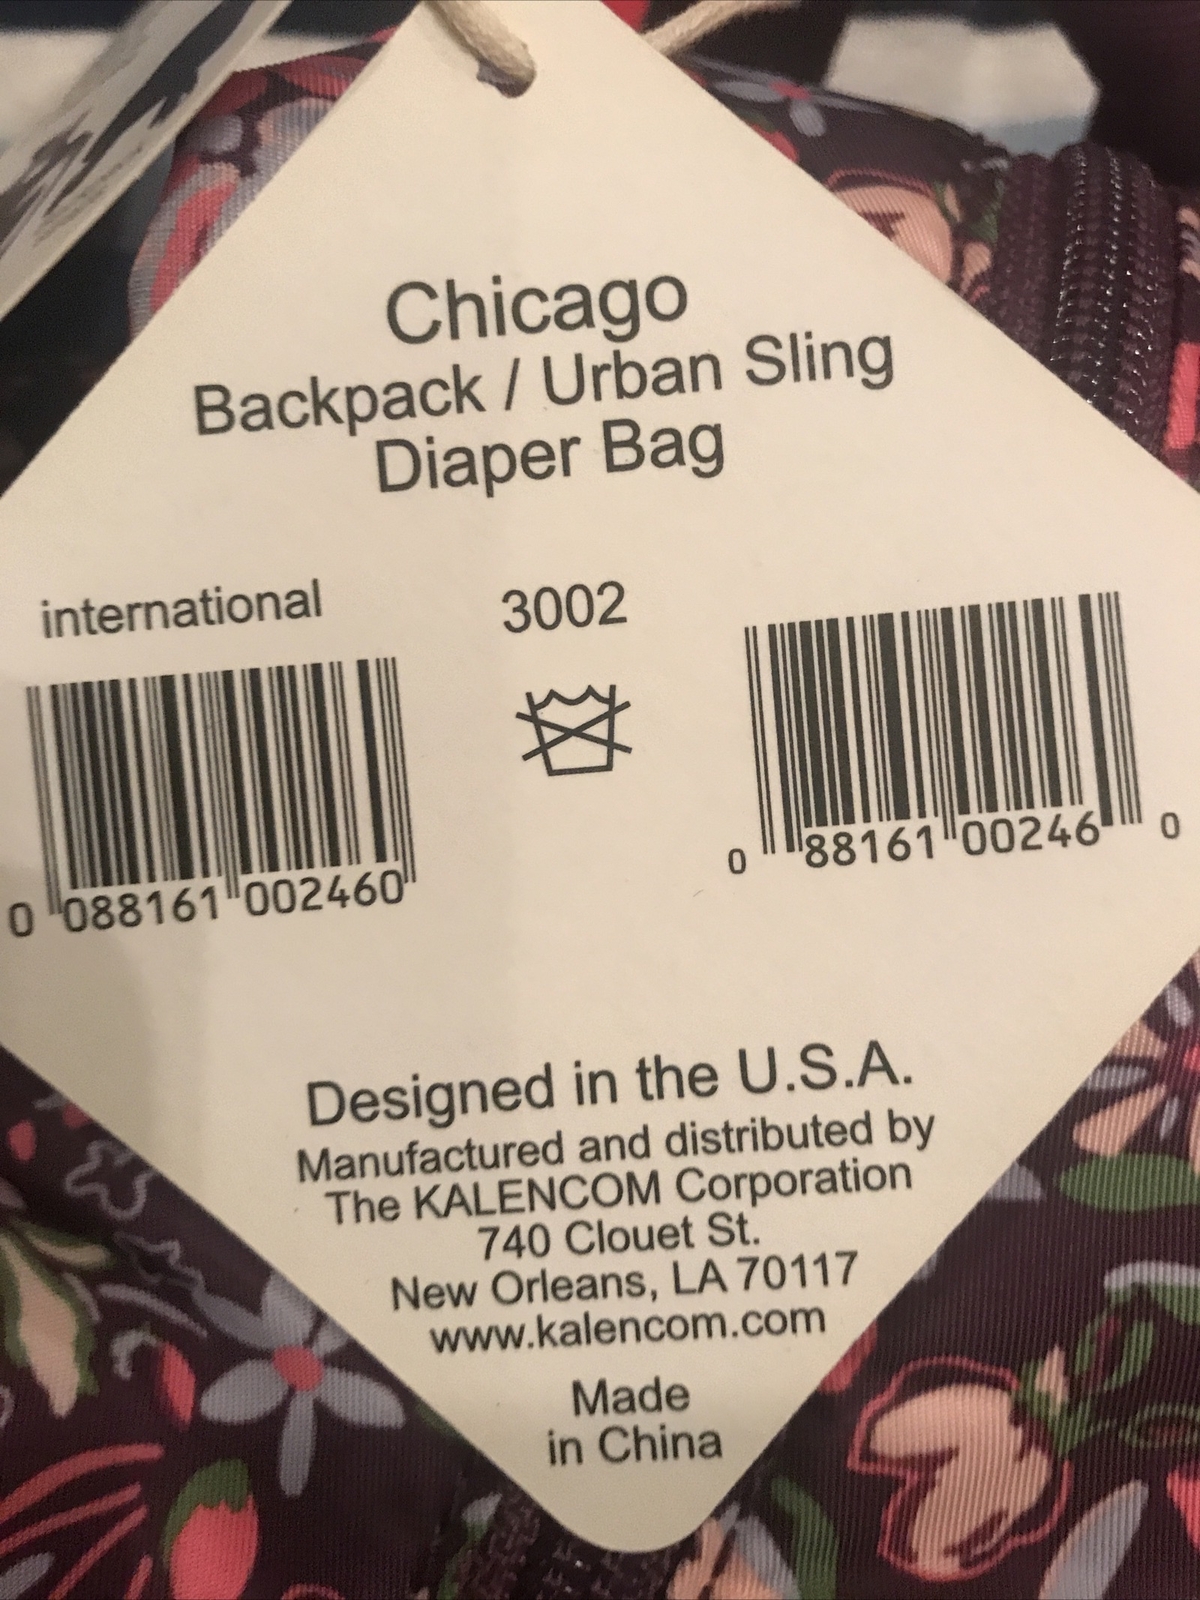 Chicago
Backpack / Urban Sling
Diaper Bag
international
3002
0 088161 002460
0 88161 00246 0
Designed in the U.S.A.
Manufactured and distributed by
The KALENCOM Corporation
740 Clouet St.
New Orleans, LA 70117
www.kalencom.com
Made
in China